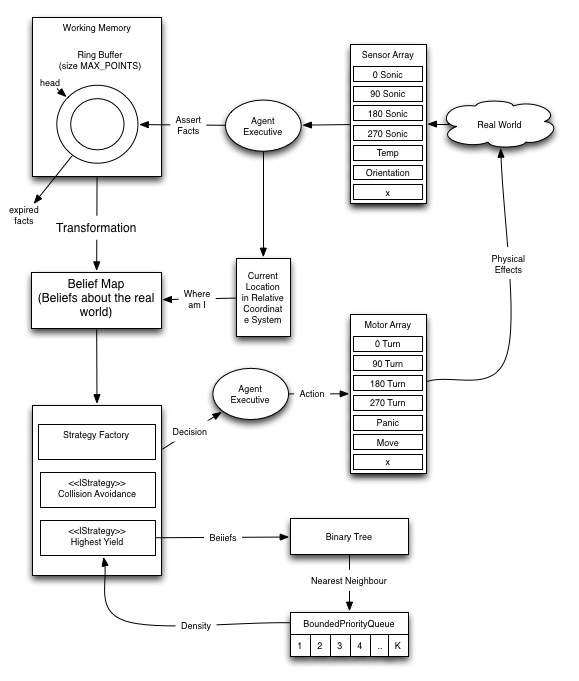 Working Memory
Ring Buffer
(size MAX_POINTS)
head
expired
facts
Assert
Facts
Agent
Executive
Sensor Array
0 Sonic
90 Sonic
180 Sonic
270 Sonic
Temp
Orientation
x
Real World
Transformation
Belief Map
(Beliefs about the real
world)
Where
am I
Current
Location
in Relative
Coordinat
e System
Physical
Effects
Motor Array
0 Turn
90 Turn
180 Turn
270 Turn
Panic
Move
x
Agent
Executive
Action
Decision
Strategy Factory
<<IStrategy>>
Collision Avoidance
<<IStrategy>>
Highest Yield
Beliefs
Binary Tree
Nearest Neighbour
BoundedPriorityQueue
1 2 3 4 .. K
Density